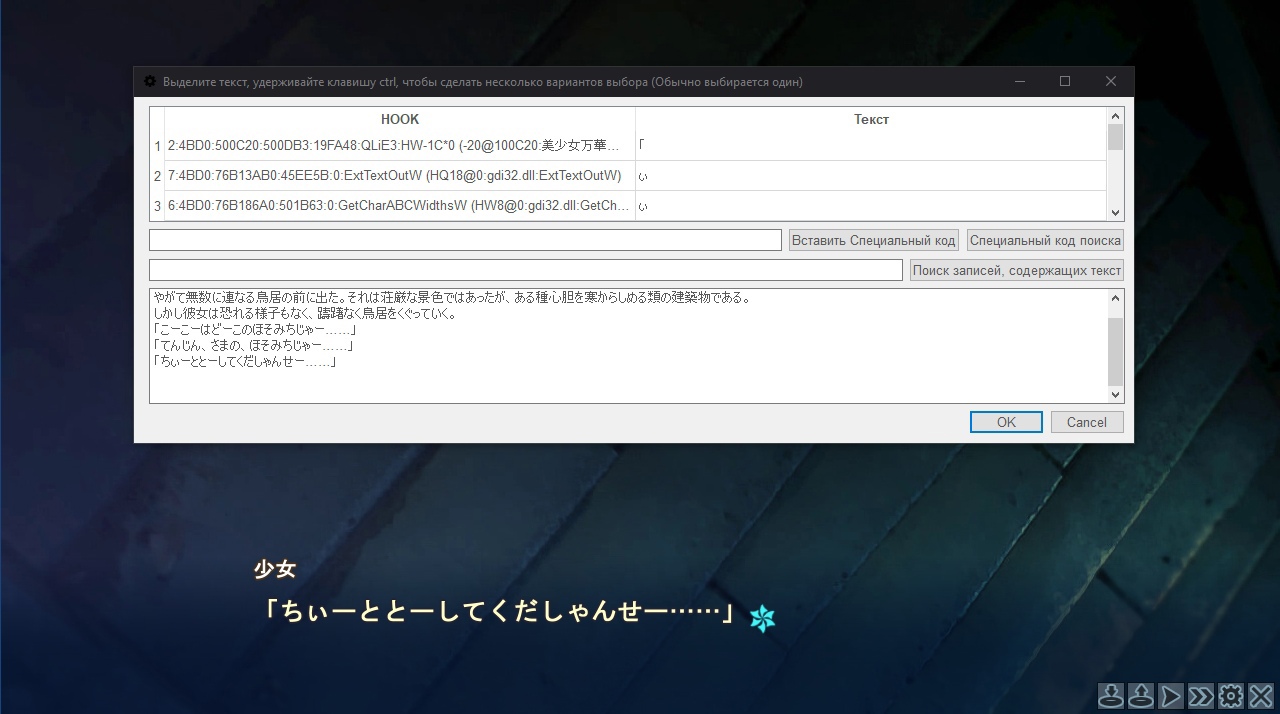 Выделите текст, удерживайте клавишу ctrl, чтобы сделать несколько вариантов выбора (Обычно выбирается один)
HOOK Текст
1 2:4BD0:500C20:500DB3:19FA48:QLiE3:HW-1C*0 (-20@100C20:美少女万華... 「
2 7:4BD0:76B13AB0:45EE5B:0:ExtTextOutW (HQ18@0:gdi32.dll:ExtTextOutW) い
3 6:4BD0:76B186A0:501B63:0:GetCharABCWidthsW (HW8@0:gdi32.dll:GetCh... い
Вставить Специальный код Специальный код поиска
Поиск записей, содержащих текст
やがて無数に連なる鳥居の前に出た。それは荘厳な景色ではあったが、ある種心胆を寒からしめる類の建築物である。
しかし彼女は恐れる様子もなく、躊躇なく鳥居をくぐっていく。
「こーこーはどーこのほそみちじゃー……」
「てんじん、さまの、ほそみちじゃー……」
「ちぃーととーしてくだしゃんせー……」
OK Cancel
少女
「ちぃーととーしてくだしゃんせー……」